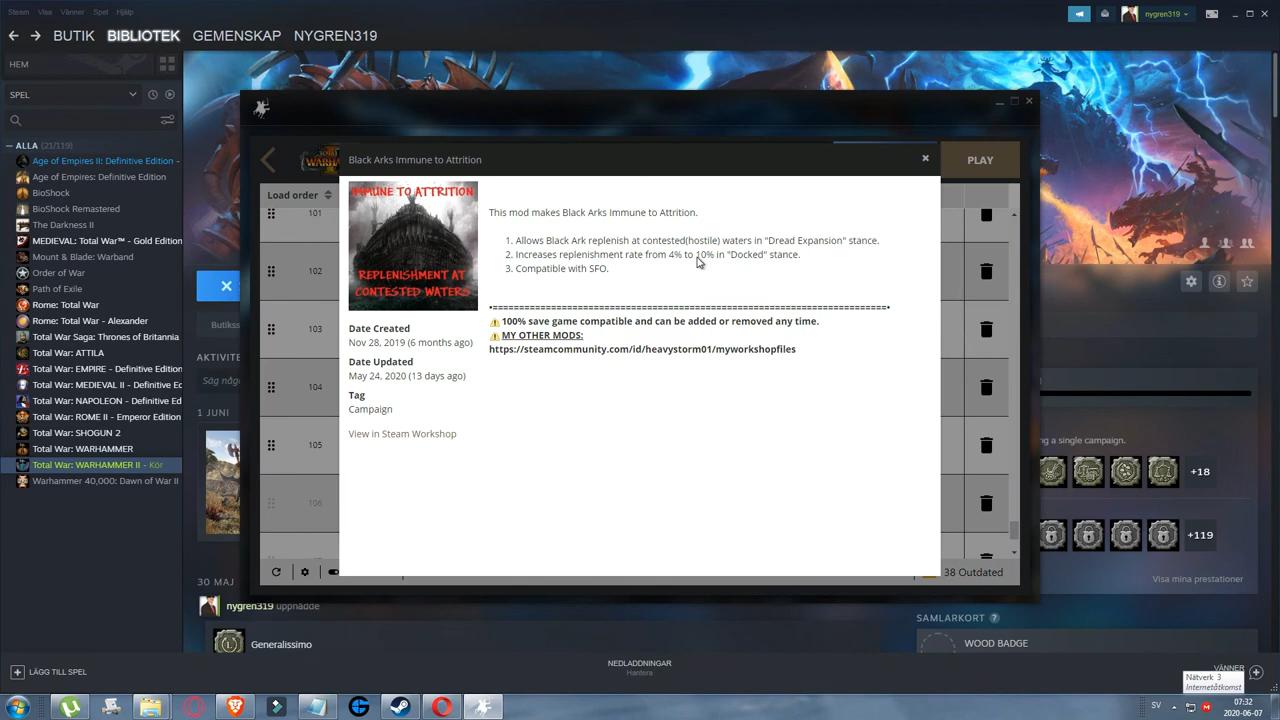 Steam Visa Vänner Spel Hjälp
nygren319
BUTIK BIBLIOTEK GEMENSKAP NYGREN319
HEM
SPEL
ALLA (21/119)
Age of Empires II: Definitive Edition -
Age of Empires: Definitive Edition
BioShock
BioShock Remastered
The Darkness II
MEDIEVAL: Total War™ - Gold Edition
Mount & Blade: Warband
Order of War
Path of Exile
Rome: Total War
Rome: Total War - Alexander
Total War Saga: Thrones of Britannia
Total War: ATTILA
Total War: EMPIRE - Definitive Edition
Total War: MEDIEVAL II - Definitive Ed
Total War: NAPOLEON - Definitive Ed
Total War: ROME II - Emperor Edition
Total War: SHOGUN 2
Total War: WARHAMMER
Total War: WARHAMMER II - Kör
Warhammer 40,000: Dawn of War II
Butikss
AKTIVITE
Säg någo
1 JUNI
30 MAJ
nygren319 uppnådde
Generalissimo
Load order
101
102
103
104
105
106
PLAY
38 Outdated
Black Arks Immune to Attrition
IMMUNE TO ATTRITION
REPLENISHMENT AT
CONTESTED WATERS
Date Created
Nov 28, 2019 (6 months ago)
Date Updated
May 24, 2020 (13 days ago)
Tag
Campaign
View in Steam Workshop
This mod makes Black Arks Immune to Attrition.
1. Allows Black Ark replenish at contested(hostile) waters in "Dread Expansion" stance.
2. Increases replenishment rate from 4% to 10% in "Docked" stance.
3. Compatible with SFO.
100% save game compatible and can be added or removed any time.
MY OTHER MODS:
https://steamcommunity.com/id/heavystorm01/myworkshopfiles
ng a single campaign.
+18
+119
Visa mina prestationer
SAMLARKORT ?
WOOD BADGE
LÄGG TILL SPEL
NEDLADDNINGAR
Hantera
VÄNNER
Nätverk 3
Internetåtkomst
SV
07:32
2020-06-07